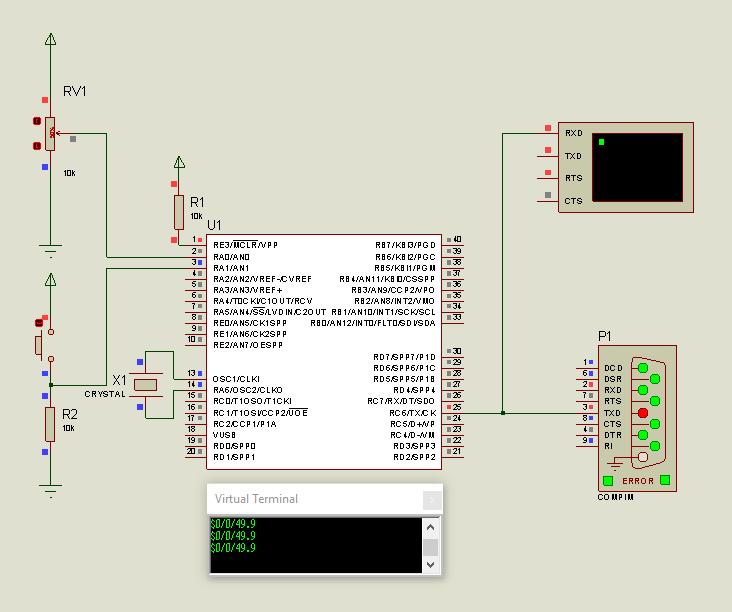 RV1
50%
10k
R1
10k
U1
1 RE3/MCLR/VPP
2 RA0/AN0
3 RA1/AN1
4 RA2/AN2/VREF-/CVREF
5 RA3/AN3/VREF+
6 RA4/T0CKI/C1OUT/RCV
7 RA5/AN4/SS/LVDIN/C2OUT
8 RE0/AN5/CK1SPP
9 RE1/AN6/CK2SPP
10 RE2/AN7/OESPP
13 OSC1/CLKI
14 RA6/OSC2/CLKO
15 RC0/T1OSO/T1CKI
16 RC1/T1OSI/CCP2/UOE
17 RC2/CCP1/P1A
18 VUSB
19 RD0/SPP0
20 RD1/SPP1
RB7/KBI3/PGD 40
RB6/KBI2/PGC 39
RB5/KBI1/PGM 38
RB4/AN11/KBI0/CSSPP 37
RB3/AN9/CCP2/VPO 36
RB2/AN8/INT2/VMO 35
RB1/AN10/INT1/SCK/SCL 34
RB0/AN12/INT0/FLT0/SDI/SDA 33
RD7/SPP7/P1D 30
RD6/SPP6/P1C 29
RD5/SPP5/P1B 28
RD4/SPP4 27
RC7/RX/DT/SDO 26
RC6/TX/CK 25
RC5/D+/VP 24
RC4/D-/VM 23
RD3/SPP3 22
RD2/SPP2 21
X1
CRYSTAL
R2
10k
RXD
TXD
RTS
CTS
P1
1 DCD
6 DSR
2 RXD
7 RTS
3 TXD
8 CTS
4 DTR
9 RI
ERROR
COMPIM
Virtual Terminal
x
$0/0/49.9
$0/0/49.9
$0/0/49.9